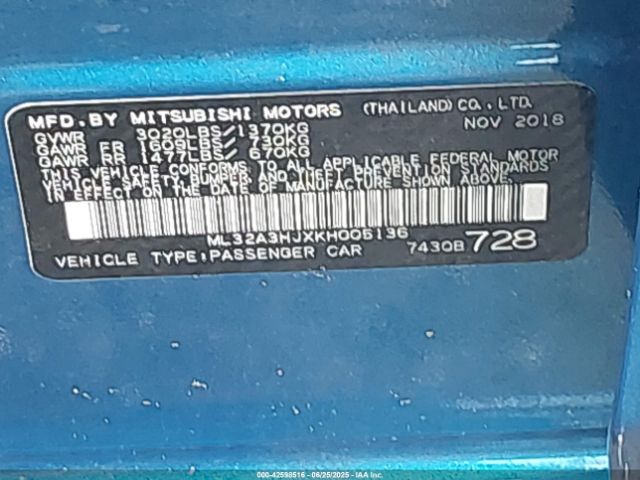 MFD. BY MITSUBISHI MOTORS (THAILAND) CO., LTD.
NOV 2018
GVWR 3020LBS/1370KG
GAWR FR 1609LBS/ 730KG
GAWR RR 1477LBS/ 670KG
THIS VEHICLE CONFORMS TO ALL APPLICABLE FEDERAL MOTOR
VEHICLE SAFETY, BUMPER, AND THEFT PREVENTION STANDARDS
IN EFFECT ON THE DATE OF MANUFACTURE SHOWN ABOVE.
ML32A3HJXKH005136
VEHICLE TYPE:PASSENGER CAR 7430B 728
000-42598516 - 06/25/2025 - IAA Inc.